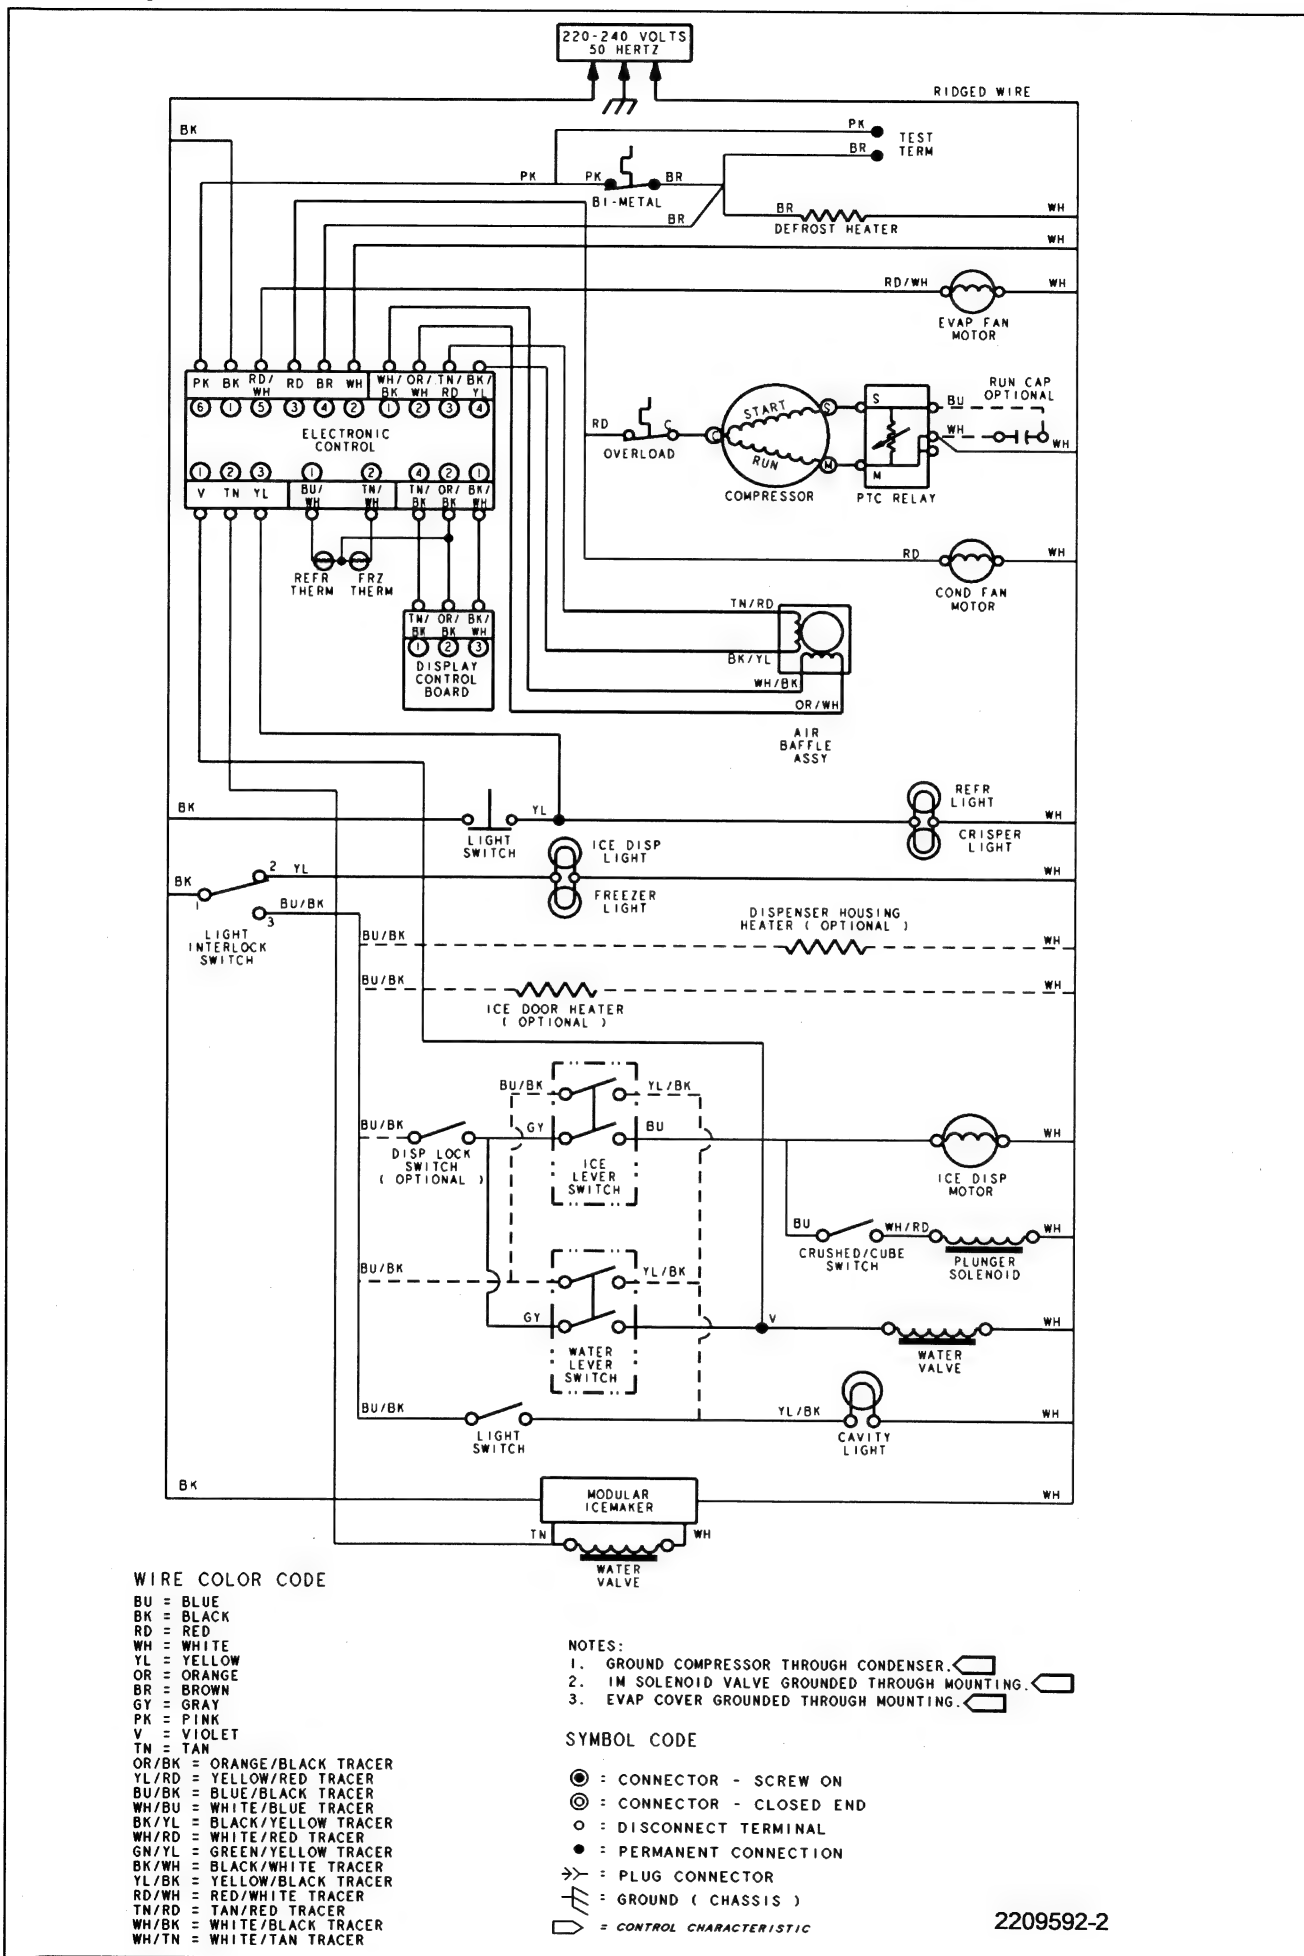 220-240 VOLTS
50 HERTZ
RIDGED WIRE
BK
PK
BR
TEST
TERM
PK
PK
BR
BI-METAL
BR
BR
DEFROST HEATER
WH
WH
RD/WH
WH
EVAP FAN
MOTOR
PK BK RD/WH RD BR WH WH/BK OR/WH TN/RD BK/YL
6 1 5 3 4 2 1 2 3 4
ELECTRONIC
CONTROL
1 2 3 1 2 4 2 1
V TN YL BU/WH TN/WH TN/BK OR/BK BK/WH
RD
C
OVERLOAD
C
START
RUN
S
M
COMPRESSOR
S
M
PTC RELAY
BU
WH
WH
RUN CAP
OPTIONAL
REFR
THERM
FRZ
THERM
RD
WH
COND FAN
MOTOR
TN/BK OR/BK BK/WH
1 2 3
DISPLAY
CONTROL
BOARD
TN/RD
BK/YL
WH/BK
OR/WH
AIR
BAFFLE
ASSY
BK
LIGHT
SWITCH
YL
REFR
LIGHT
CRISPER
LIGHT
WH
BK
1
2
YL
3
BU/BK
LIGHT
INTERLOCK
SWITCH
ICE DISP
LIGHT
FREEZER
LIGHT
WH
BU/BK
DISPENSER HOUSING
HEATER ( OPTIONAL )
WH
BU/BK
ICE DOOR HEATER
( OPTIONAL )
WH
BU/BK
YL/BK
BU/BK
DISP LOCK
SWITCH
( OPTIONAL )
GY
BU
ICE
LEVER
SWITCH
WH
ICE DISP
MOTOR
BU
WH/RD
WH
CRUSHED/CUBE
SWITCH
PLUNGER
SOLENOID
BU/BK
YL/BK
GY
WATER
LEVER
SWITCH
V
WH
WATER
VALVE
BU/BK
LIGHT
SWITCH
YL/BK
CAVITY
LIGHT
WH
BK
MODULAR
ICEMAKER
WH
TN
WH
WATER
VALVE
WIRE COLOR CODE
BU = BLUE
BK = BLACK
RD = RED
WH = WHITE
YL = YELLOW
OR = ORANGE
BR = BROWN
GY = GRAY
PK = PINK
V = VIOLET
TN = TAN
OR/BK = ORANGE/BLACK TRACER
YL/RD = YELLOW/RED TRACER
BU/BK = BLUE/BLACK TRACER
WH/BU = WHITE/BLUE TRACER
BK/YL = BLACK/YELLOW TRACER
WH/RD = WHITE/RED TRACER
GN/YL = GREEN/YELLOW TRACER
BK/WH = BLACK/WHITE TRACER
YL/BK = YELLOW/BLACK TRACER
RD/WH = RED/WHITE TRACER
TN/RD = TAN/RED TRACER
WH/BK = WHITE/BLACK TRACER
WH/TN = WHITE/TAN TRACER
NOTES:
1. GROUND COMPRESSOR THROUGH CONDENSER.
2. IM SOLENOID VALVE GROUNDED THROUGH MOUNTING.
3. EVAP COVER GROUNDED THROUGH MOUNTING.
SYMBOL CODE
= CONNECTOR - SCREW ON
= CONNECTOR - CLOSED END
= DISCONNECT TERMINAL
= PERMANENT CONNECTION
= PLUG CONNECTOR
= GROUND ( CHASSIS )
= CONTROL CHARACTERISTIC
2209592-2